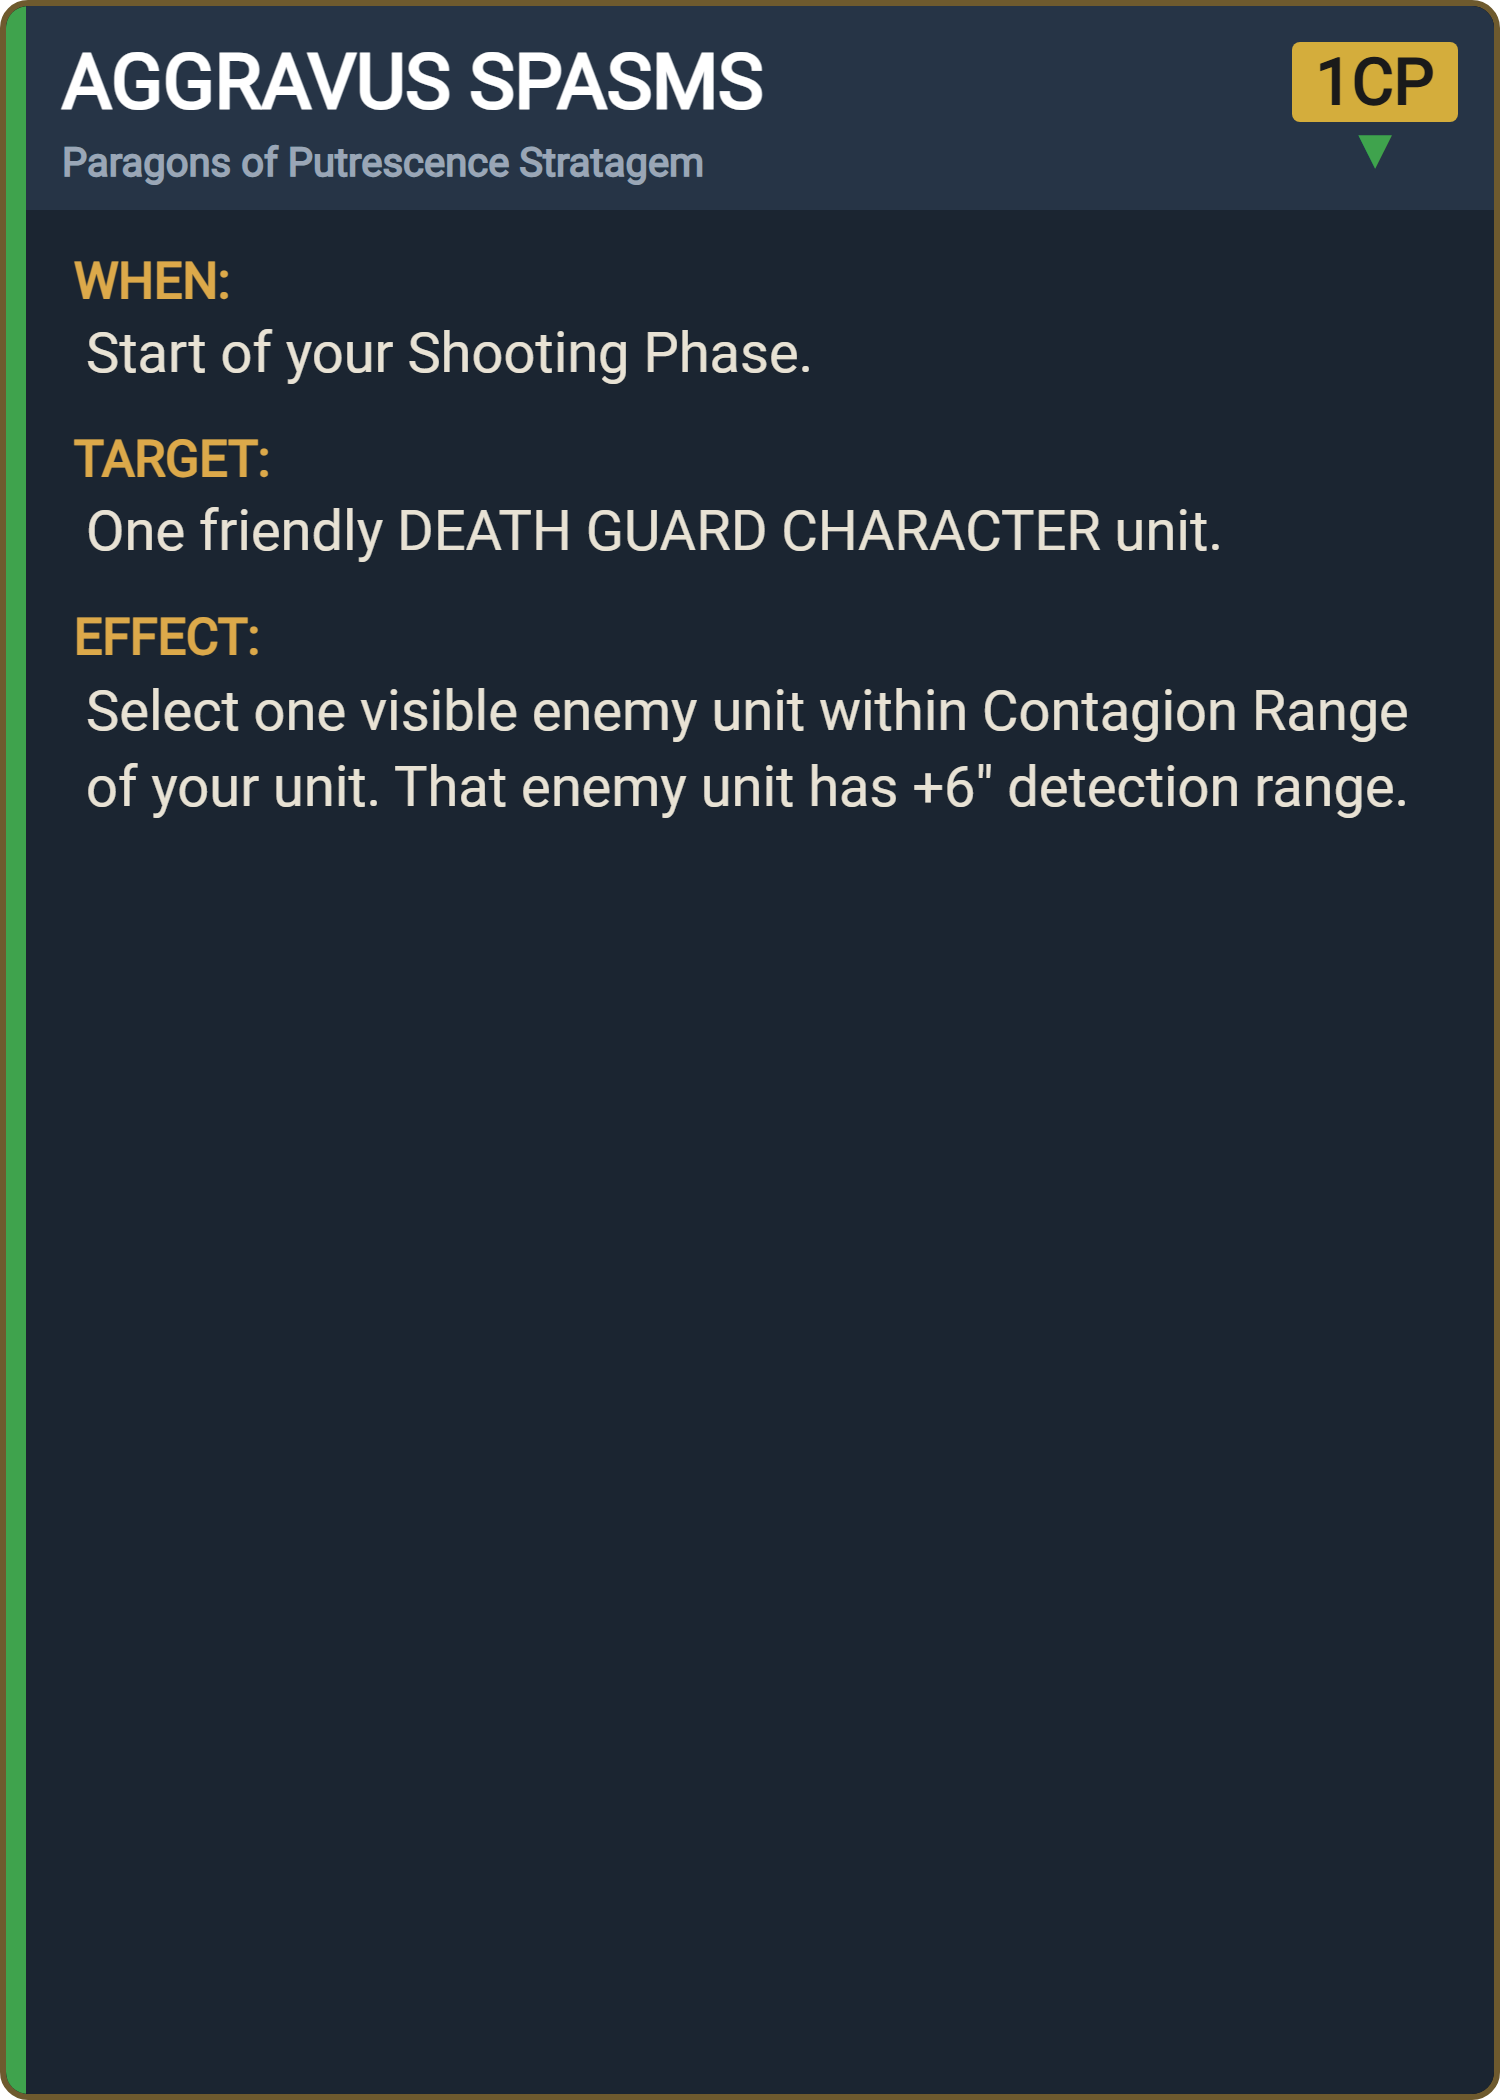 AGGRAVUS SPASMS
1CP
Paragons of Putrescence Stratagem
WHEN:
Start of your Shooting Phase.
TARGET:
One friendly DEATH GUARD CHARACTER unit.
EFFECT:
Select one visible enemy unit within Contagion Range
of your unit. That enemy unit has +6" detection range.